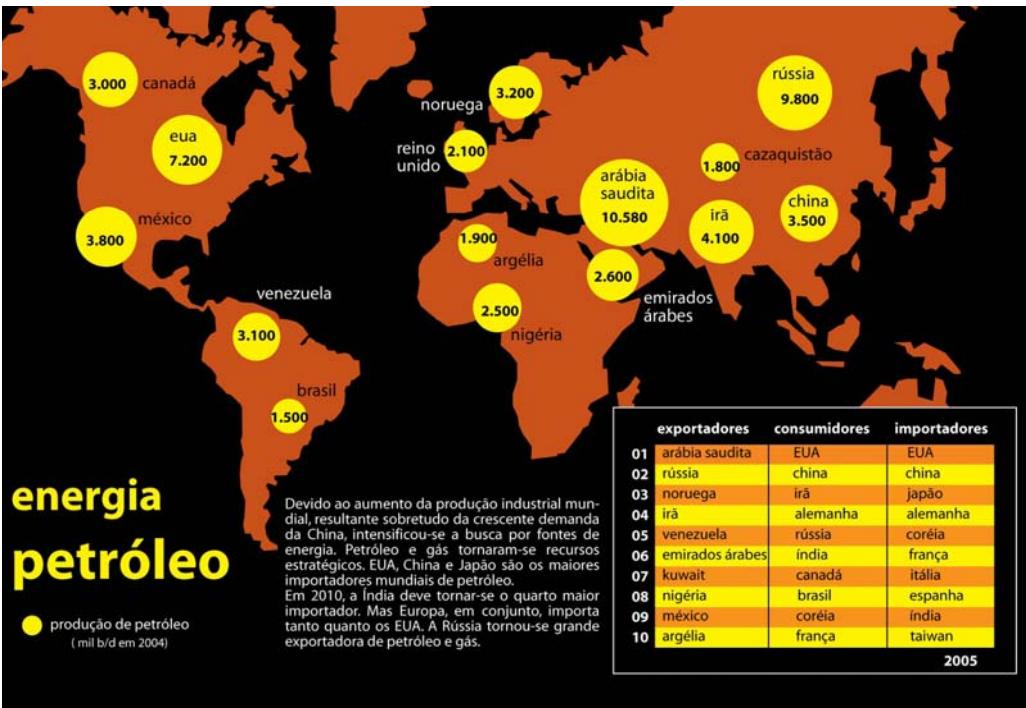 3.000 canadá
eua
7.200
méxico
3.800
venezuela
3.100
brasil
1.500
noruega
3.200
reino
unido
2.100
arábia
saudita
10.580
rússia
9.800
cazaquistão
1.800
china
3.500
irã
4.100
1.900
argélia
2.600
emirados
árabes
2.500
nigéria
energia
petróleo
produção de petróleo
( mil b/d em 2004)
Devido ao aumento da produção industrial mun-
dial, resultante sobretudo da crescente demanda
da China, intensificou-se a busca por fontes de
energia. Petróleo e gás tornaram-se recursos
estratégicos. EUA, China e Japão são os maiores
importadores mundiais de petróleo.
Em 2010, a Índia deve tornar-se o quarto maior
importador. Mas Europa, em conjunto, importa
tanto quanto os EUA. A Rússia tornou-se grande
exportadora de petróleo e gás.
exportadores consumidores importadores
01 arábia saudita EUA EUA
02 rússia china china
03 noruega irã japão
04 irã alemanha alemanha
05 venezuela rússia coréia
06 emirados árabes índia frança
07 kuwait canadá itália
08 nigéria brasil espanha
09 méxico coréia índia
10 argélia frança taiwan
2005